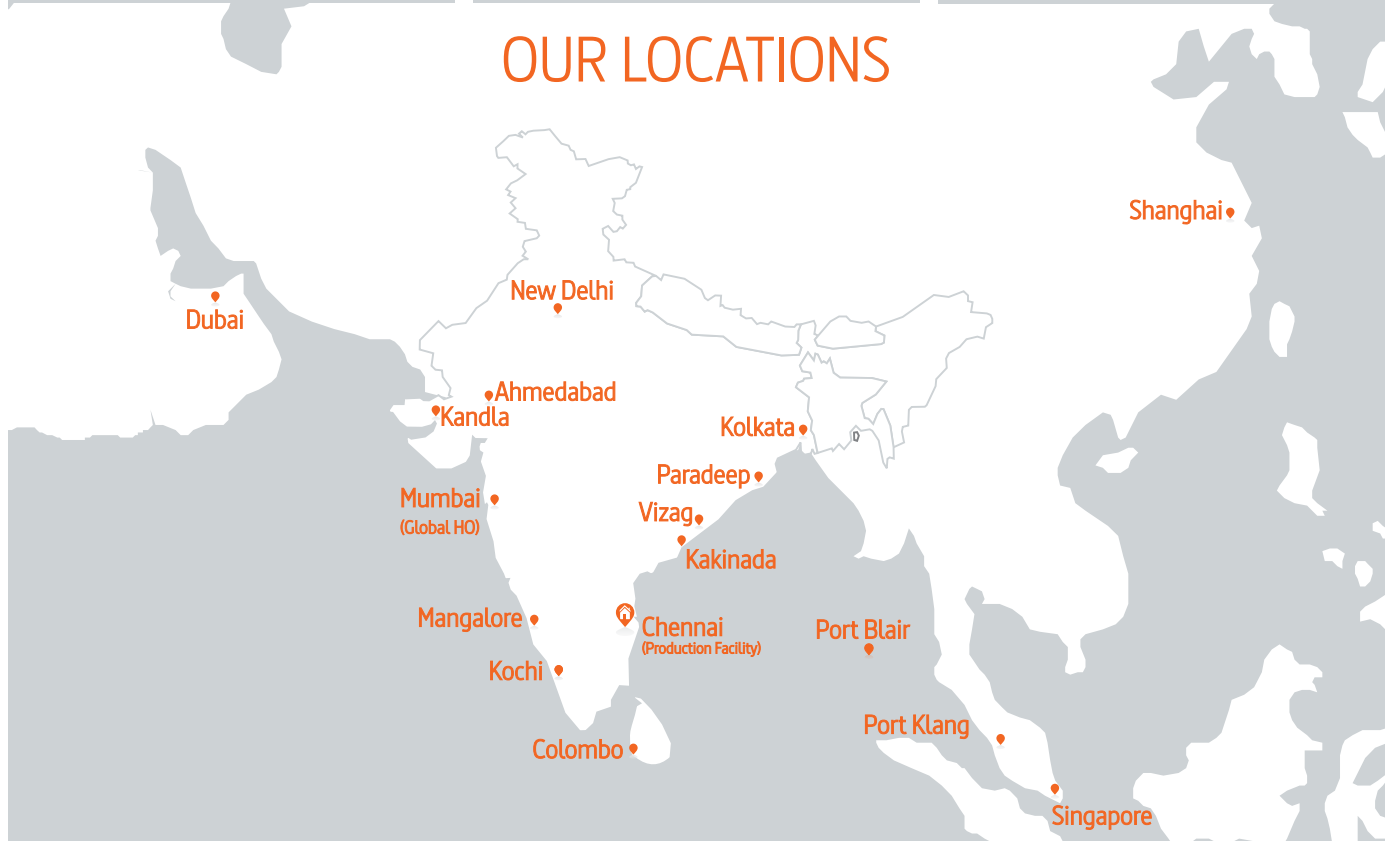 OUR LOCATIONS
Shanghai
New Delhi
Dubai
Ahmedabad
Kandla
Kolkata
Paradeep
Mumbai
(Global HO)
Vizag
Kakinada
Mangalore
Chennai
(Production Facility)
Port Blair
Kochi
Port Klang
Colombo
Singapore